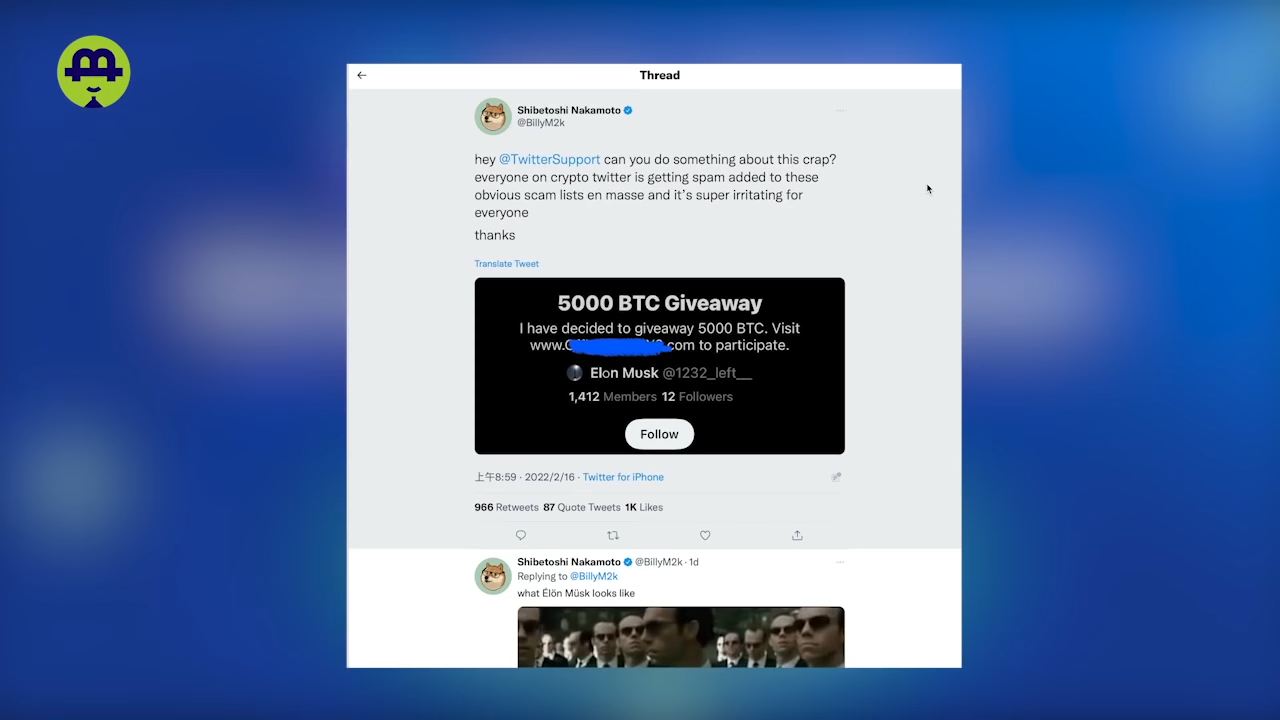 Thread
Shibetoshi Nakamoto
@BillyM2k
hey @TwitterSupport can you do something about this crap?
everyone on crypto twitter is getting spam added to these
obvious scam lists en masse and it's super irritating for
everyone
thanks
Translate Tweet
5000 BTC Giveaway
I have decided to giveaway 5000 BTC. Visit
com to participate.
Elon Musk @1232_left__
1,412 Members 12 Followers
Follow
上午8:59 · 2022/2/16 · Twitter for iPhone
966 Retweets 87 Quote Tweets 1K Likes
Shibetoshi Nakamoto @BillyM2k · 1d
Replying to @BillyM2k
what Élön Müsk looks like